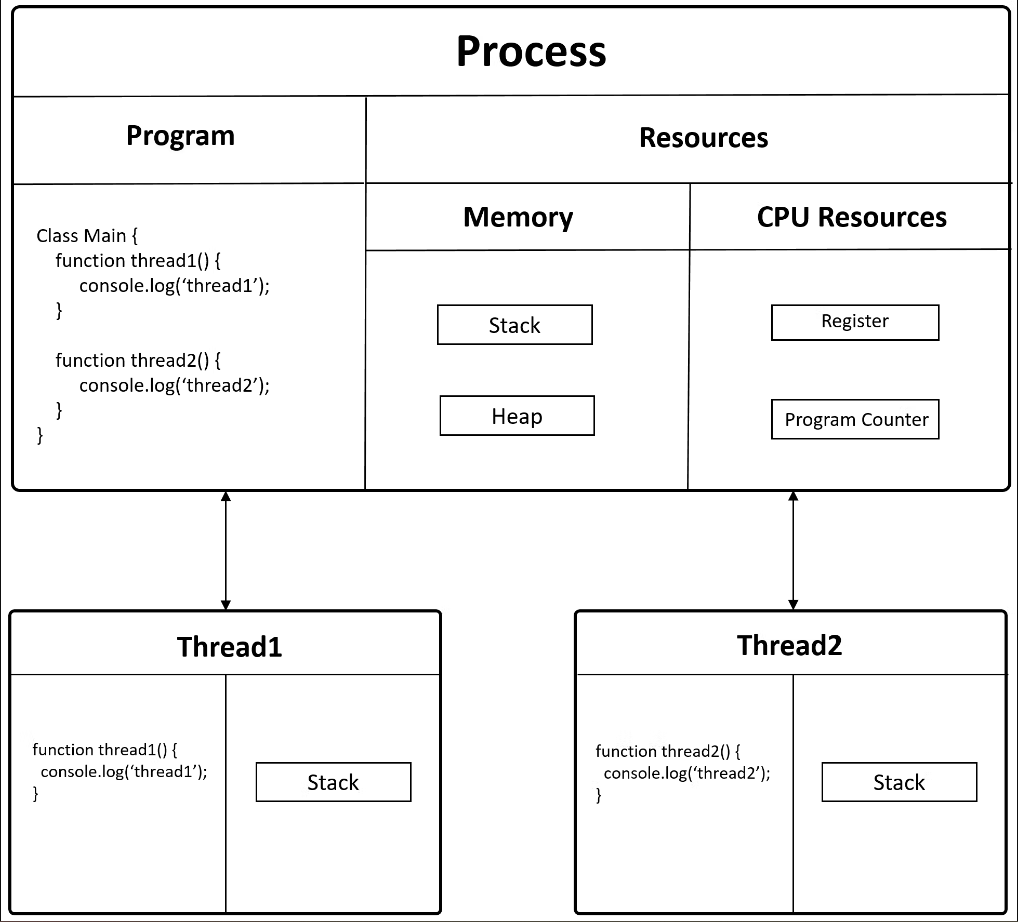 Process
Program
Resources
Memory
CPU Resources
Class Main {
function thread1() {
console.log(‘thread1’);
}
function thread2() {
console.log(‘thread2’);
}
}
Stack
Heap
Register
Program Counter
Thread1
function thread1() {
console.log(‘thread1’);
}
Stack
Thread2
function thread2() {
console.log(‘thread2’);
}
Stack